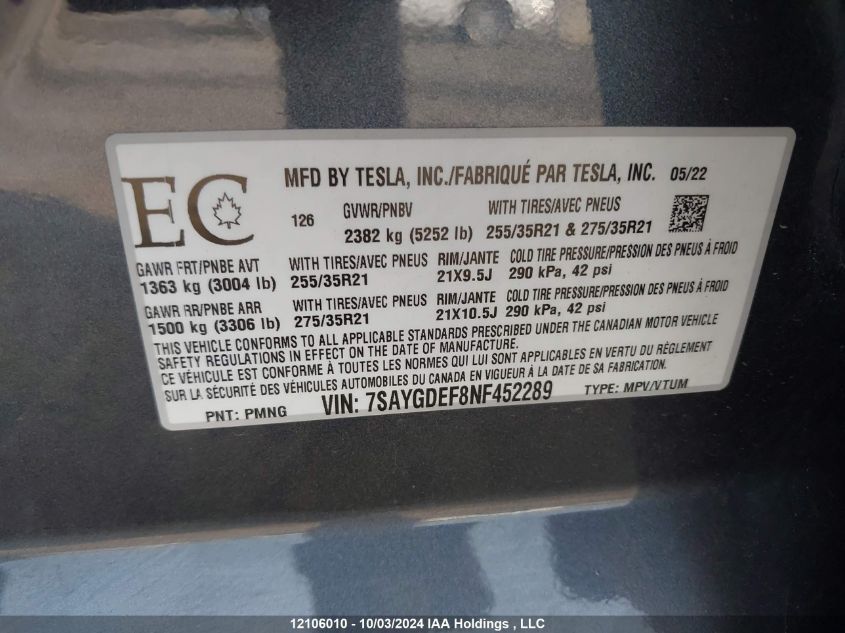 MFD BY TESLA, INC./FABRIQUÉ PAR TESLA, INC. 05/22
EC
126 GVWR/PNBV WITH TIRES/AVEC PNEUS
2382 kg (5252 lb) 255/35R21 & 275/35R21
GAWR FRT/PNBE AVT WITH TIRES/AVEC PNEUS RIM/JANTE COLD TIRE PRESSURE/PRESSION DES PNEUS À FROID
1363 kg (3004 lb) 255/35R21 21X9.5J 290 kPa, 42 psi
GAWR RR/PNBE ARR WITH TIRES/AVEC PNEUS RIM/JANTE COLD TIRE PRESSURE/PRESSION DES PNEUS À FROID
1500 kg (3306 lb) 275/35R21 21X10.5J 290 kPa, 42 psi
THIS VEHICLE CONFORMS TO ALL APPLICABLE STANDARDS PRESCRIBED UNDER THE CANADIAN MOTOR VEHICLE
SAFETY REGULATIONS IN EFFECT ON THE DATE OF MANUFACTURE.
CE VÉHICULE EST CONFORME À TOUTES LES NORMES QUI LUI SONT APPLICABLES EN VERTU DU RÈGLEMENT
SUR LA SÉCURITÉ DES VÉHICULES AUTOMOBILES EN VIGUEUR À LA DATE DE SA FABRICATION.
PNT: PMNG VIN: 7SAYGDEF8NF452289 TYPE: MPV/VTUM
12106010 - 10/03/2024 IAA Holdings , LLC